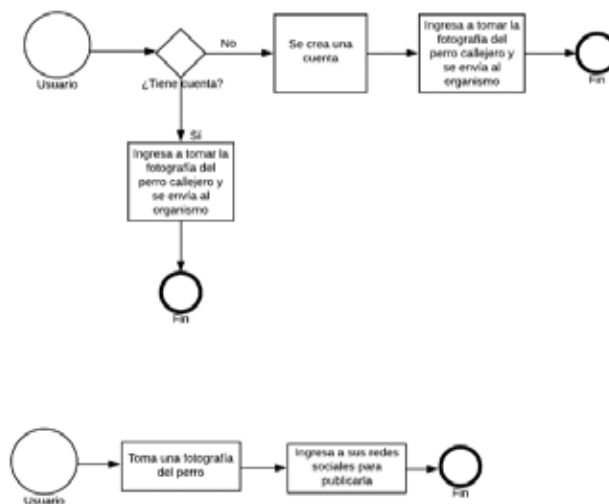 Usuario
¿Tiene cuenta?
No
Se crea una
cuenta
Ingresa a tomar la
fotografía del
perro callejero y
se envía al
organismo
Fin
Sí
Ingresa a tomar la
fotografía del
perro callejero y
se envía al
organismo
Fin
Usuario
Toma una fotografía
del perro
Ingresa a sus redes
sociales para
publicarla
Fin